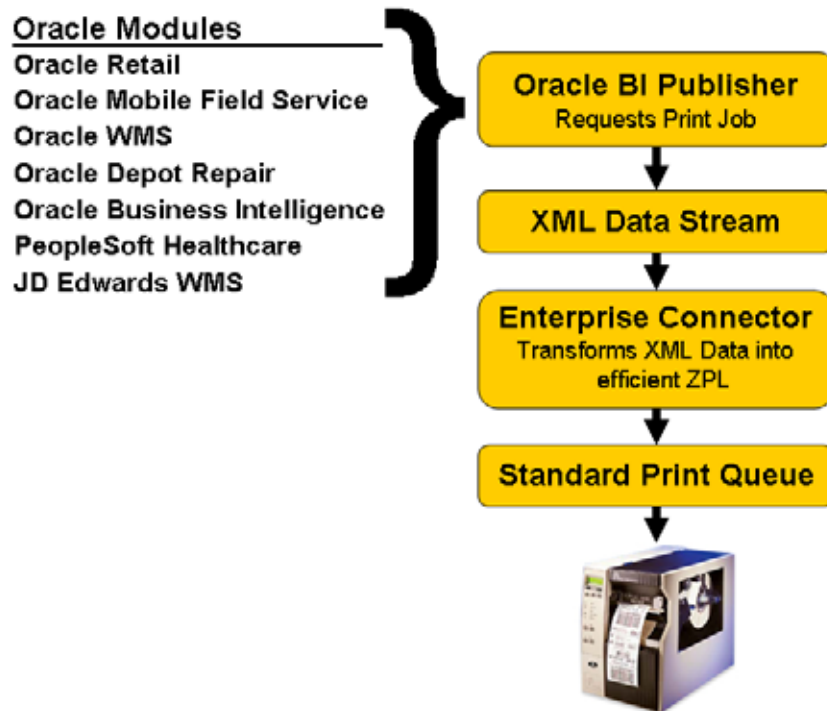 Oracle Modules
Oracle Retail
Oracle Mobile Field Service
Oracle WMS
Oracle Depot Repair
Oracle Business Intelligence
PeopleSoft Healthcare
JD Edwards WMS
Oracle BI Publisher
Requests Print Job
XML Data Stream
Enterprise Connector
Transforms XML Data into
efficient ZPL
Standard Print Queue